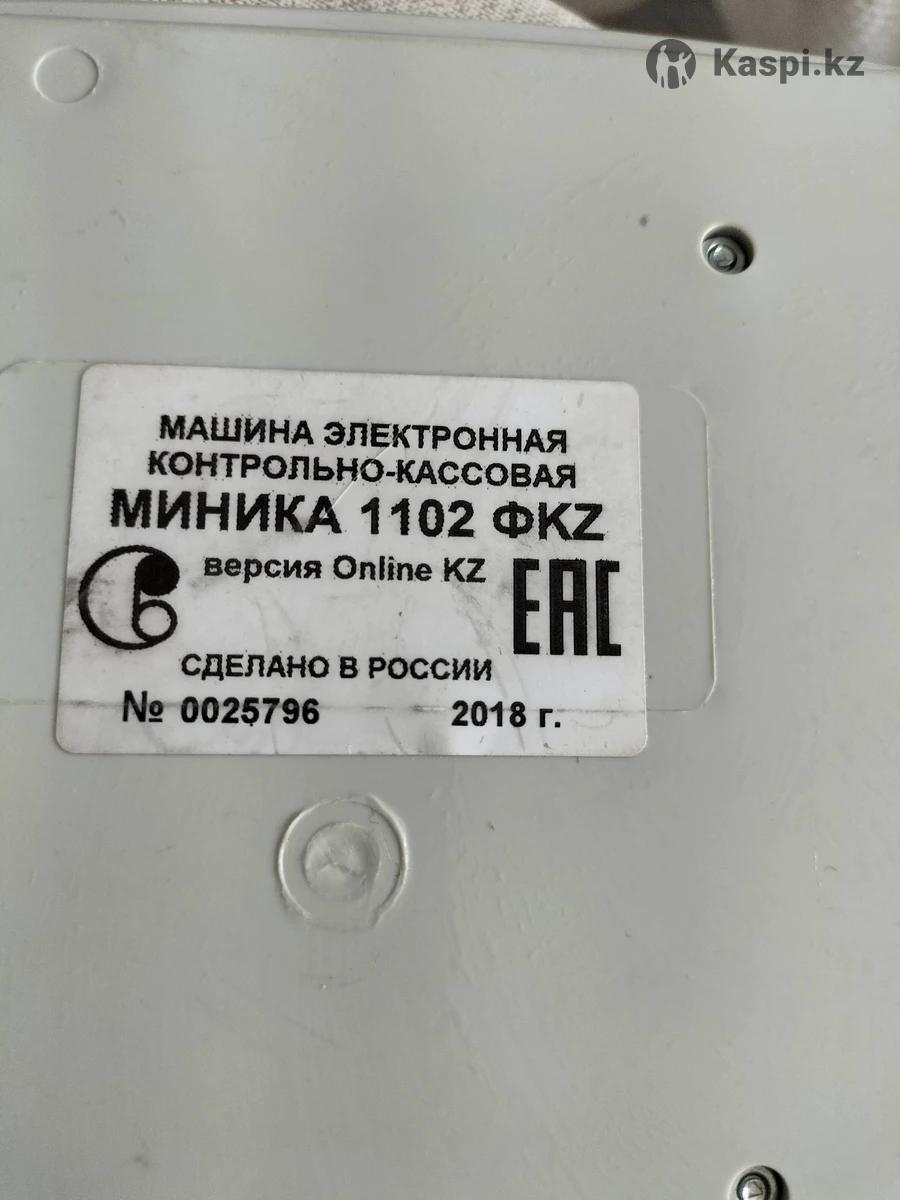 Kaspi.kz
МАШИНА ЭЛЕКТРОННАЯ
КОНТРОЛЬНО-КАССОВАЯ
МИНИКА 1102 ФKZ
версия Online KZ
EAC
СДЕЛАНО В РОССИИ
№ 0025796 2018 г.